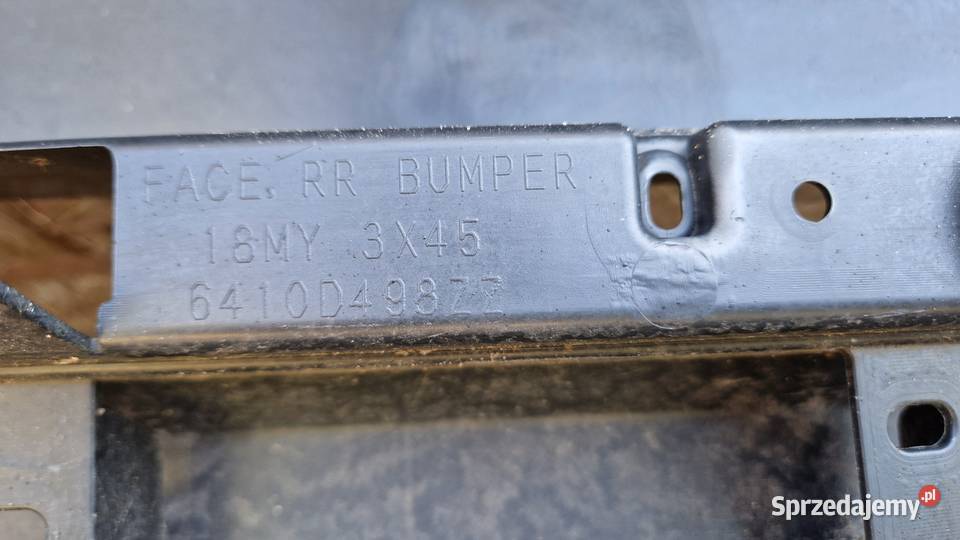 FACE, RR BUMPER
18MY 3X45
6410D498ZZ
Sprzedajemy.pl